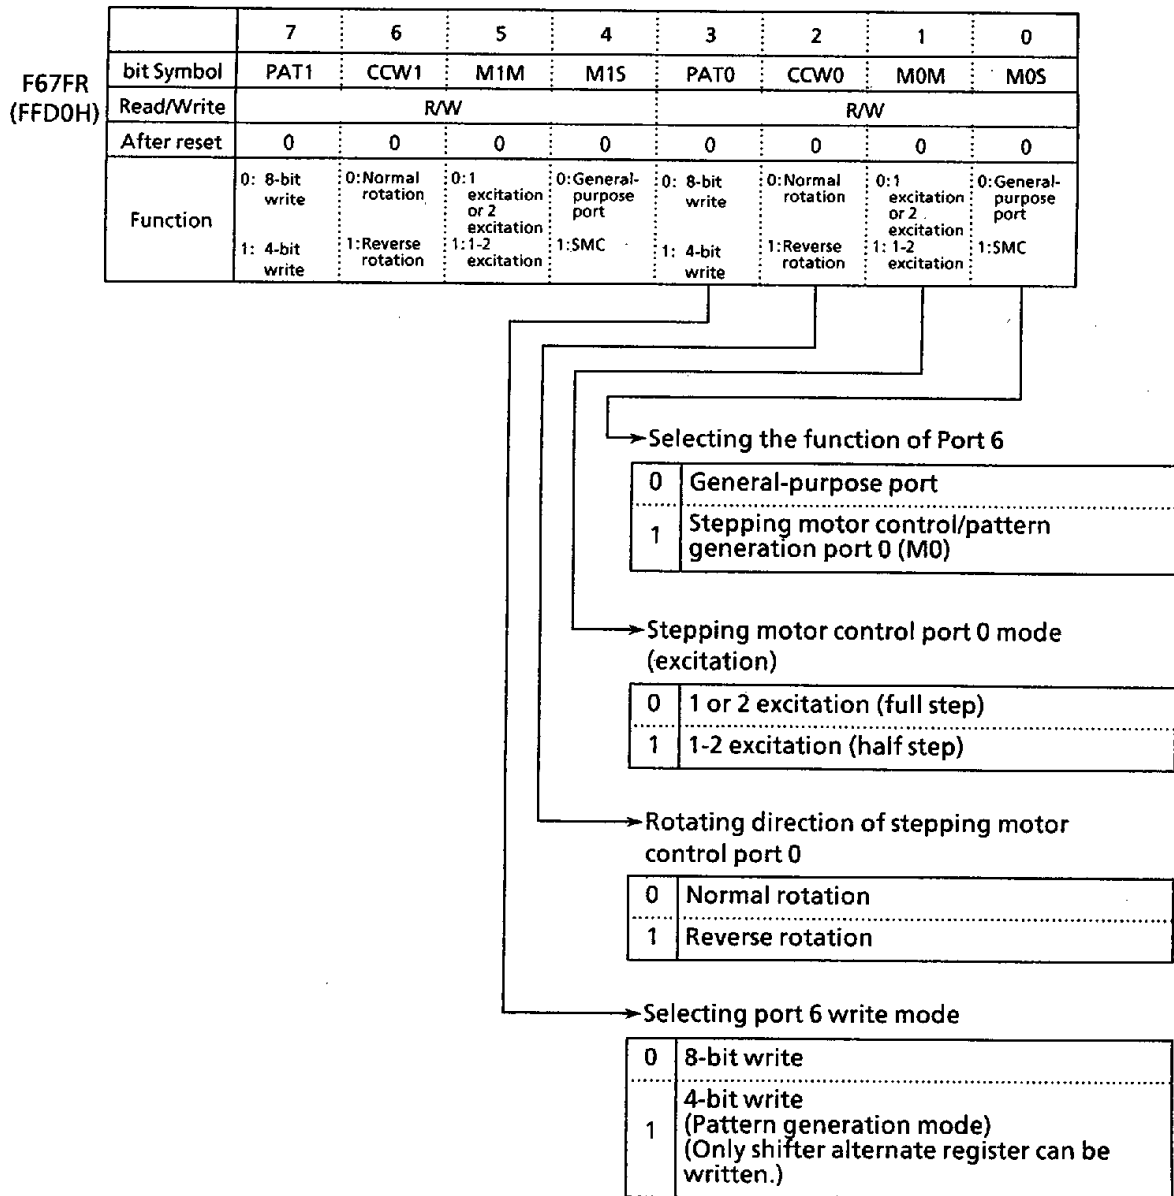 7 6 5 4 3 2 1 0
F67FR
(FFD0H)
bit Symbol PAT1 CCW1 M1M M1S PAT0 CCW0 M0M M0S
Read/Write R/W R/W
After reset 0 0 0 0 0 0 0 0
Function
0: 8-bit write
1: 4-bit write
0:Normal rotation
1:Reverse rotation
0:1 excitation or 2 excitation
1:1-2 excitation
0:General-purpose port
1:SMC
0: 8-bit write
1: 4-bit write
0:Normal rotation
1:Reverse rotation
0:1 excitation or 2 excitation
1: 1-2 excitation
0:General-purpose port
1:SMC
Selecting the function of Port 6
0 General-purpose port
1 Stepping motor control/pattern
generation port 0 (M0)
Stepping motor control port 0 mode
(excitation)
0 1 or 2 excitation (full step)
1 1-2 excitation (half step)
Rotating direction of stepping motor
control port 0
0 Normal rotation
1 Reverse rotation
Selecting port 6 write mode
0 8-bit write
1 4-bit write
(Pattern generation mode)
(Only shifter alternate register can be
written.)